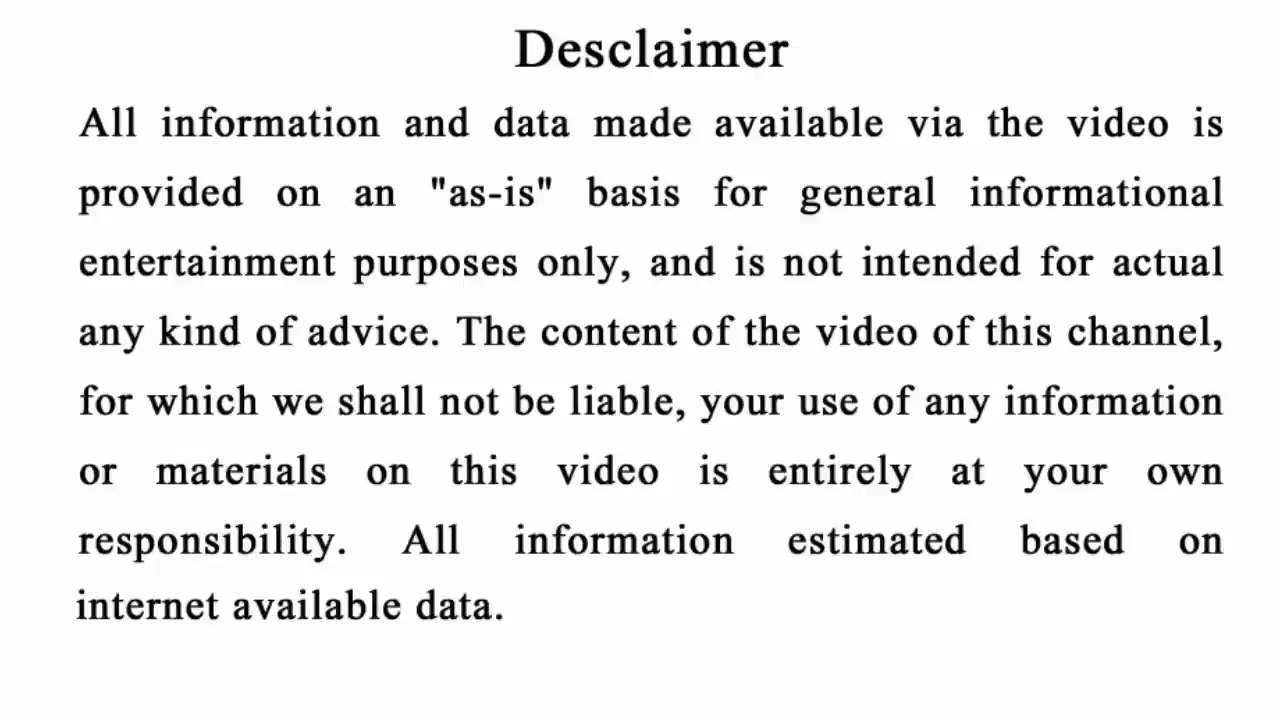 Desclaimer
All information and data made available via the video is
provided on an "as-is" basis for general informational
entertainment purposes only, and is not intended for actual
any kind of advice. The content of the video of this channel,
for which we shall not be liable, your use of any information
or materials on this video is entirely at your own
responsibility. All information estimated based on
internet available data.